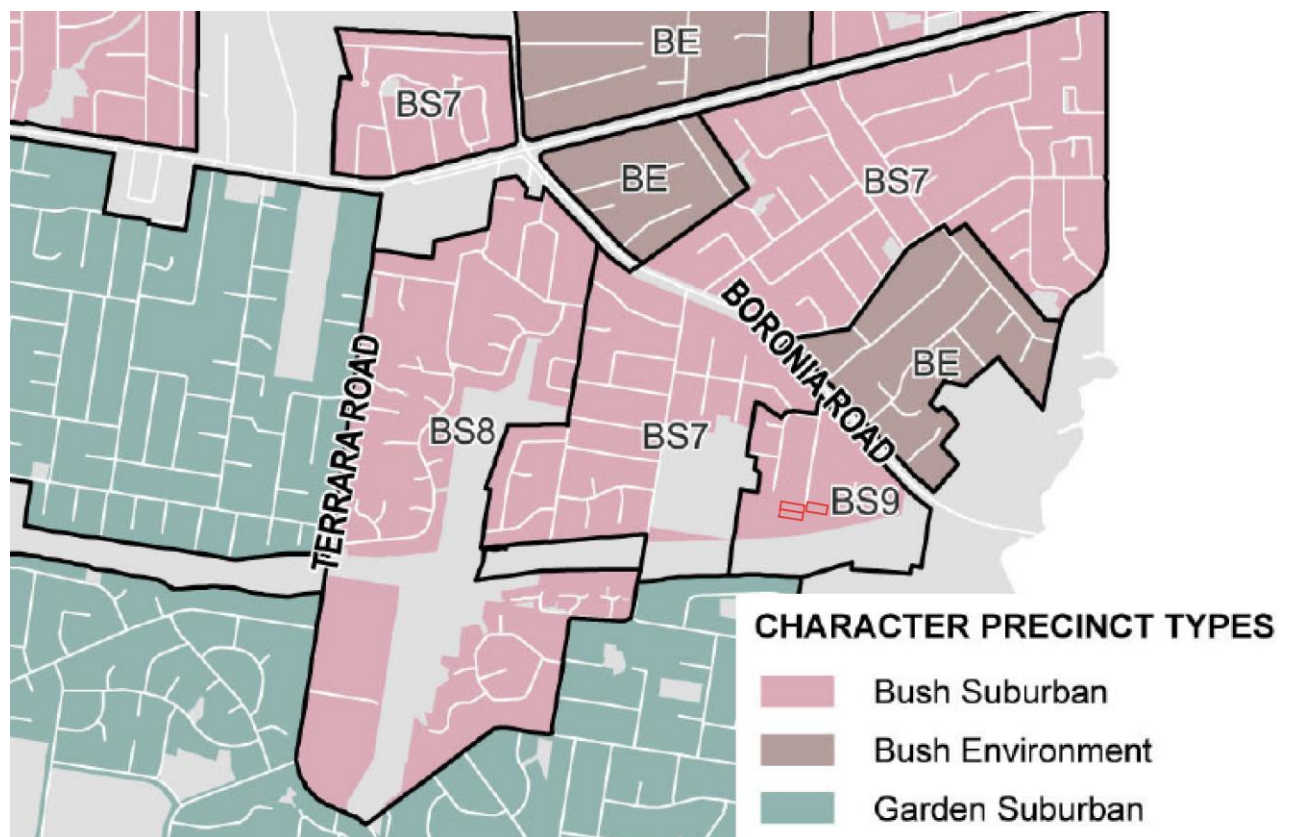 BE
BS7
BE
BS7
BORONIA ROAD
BE
TERRARA ROAD
BS8
BS7
BS9
CHARACTER PRECINCT TYPES
Bush Suburban
Bush Environment
Garden Suburban